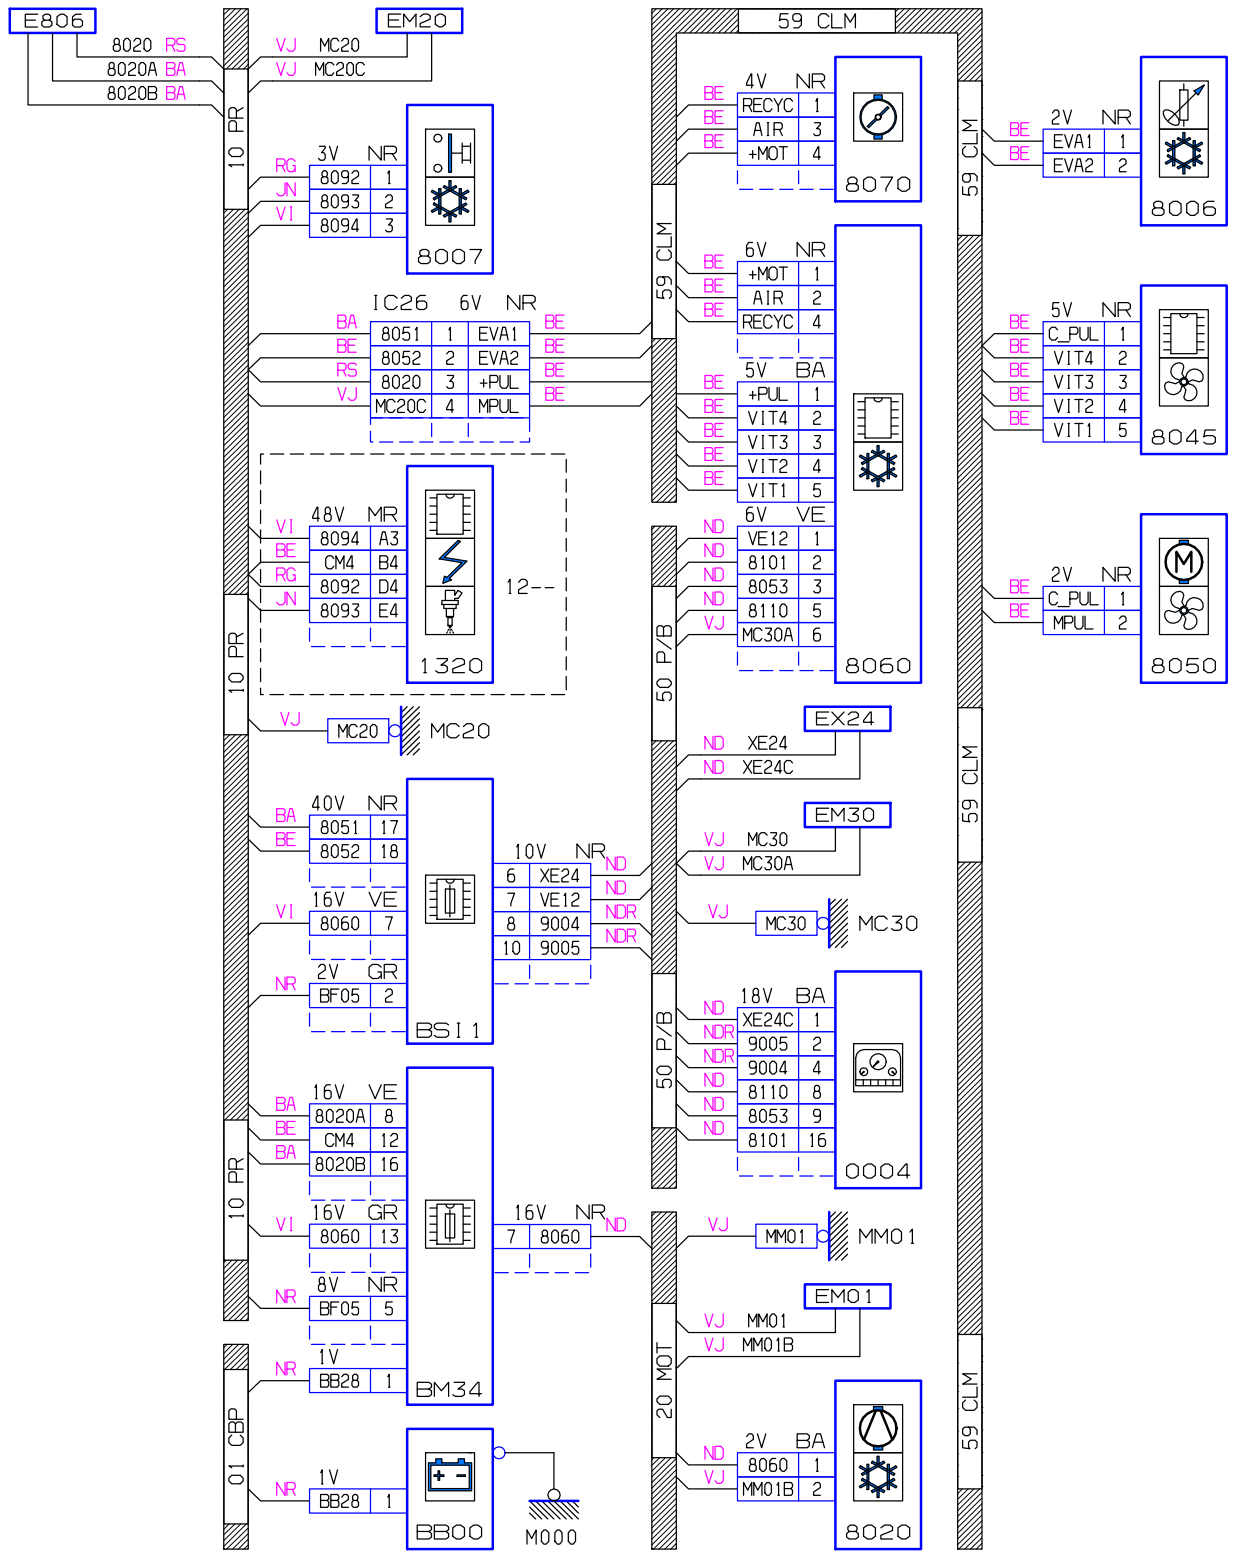 E806
8020 RS
8020A BA
8020B BA
10 PR
EM20
VJ MC20
VJ MC20C
3V NR
RG 8092 1
JN 8093 2
VI 8094 3
8007
IC26 6V NR
BA 8051 1 EVA1 BE
BE 8052 2 EVA2 BE
RS 8020 3 +PUL BE
VJ MC20C 4 MPUL BE
48V MR
VI 8094 A3
BE CM4 B4
RG 8092 D4
JN 8093 E4
1320
12--
10 PR
VJ MC20 MC20
40V NR
BA 8051 17
BE 8052 18
16V VE
VI 8060 7
2V GR
NR BF05 2
BSI1
10V NR
6 XE24 ND
7 VE12 ND
8 9004 NDR
10 9005 NDR
16V VE
BA 8020A 8
BE CM4 12
BA 8020B 16
10 PR
16V GR
VI 8060 13
8V NR
NR BF05 5
1V
NR BB28 1
BM34
16V NR
7 8060 ND
01 CBP
1V
NR BB28 1
BB00
+ -
M000
59 CLM
59 CLM
4V NR
BE RECYC 1
BE AIR 3
BE +MOT 4
8070
6V NR
BE +MOT 1
BE AIR 2
BE RECYC 4
5V BA
BE +PUL 1
BE VIT4 2
BE VIT3 3
BE VIT2 4
BE VIT1 5
6V VE
ND VE12 1
ND 8101 2
ND 8053 3
ND 8110 5
VJ MC30A 6
8060
50 P/B
EX24
ND XE24
ND XE24C
EM30
VJ MC30
VJ MC30A
VJ MC30 MC30
50 P/B
18V BA
ND XE24C 1
NDR 9005 2
NDR 9004 4
ND 8110 8
ND 8053 9
ND 8101 16
0004
VJ MM01 MM01
EM01
VJ MM01
VJ MM01B
20 MOT
2V BA
ND 8060 1
VJ MM01B 2
8020
59 CLM
2V NR
BE EVA1 1
BE EVA2 2
8006
5V NR
BE C_PUL 1
BE VIT4 2
BE VIT3 3
BE VIT2 4
BE VIT1 5
8045
M
2V NR
BE C_PUL 1
BE MPUL 2
8050
59 CLM
59 CLM